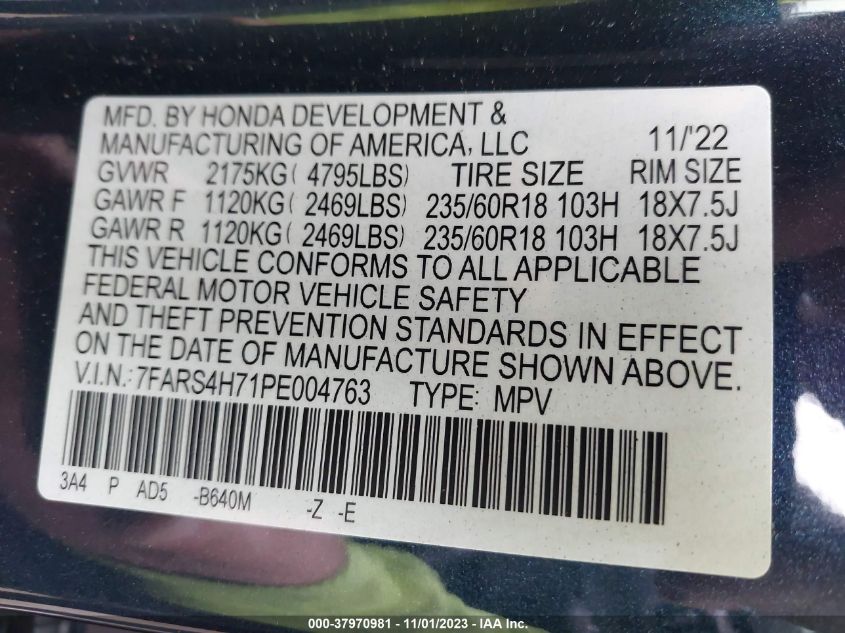 MFD. BY HONDA DEVELOPMENT &
MANUFACTURING OF AMERICA, LLC 11/'22
GVWR 2175KG( 4795LBS) TIRE SIZE RIM SIZE
GAWR F 1120KG( 2469LBS) 235/60R18 103H 18X7.5J
GAWR R 1120KG( 2469LBS) 235/60R18 103H 18X7.5J
THIS VEHICLE CONFORMS TO ALL APPLICABLE
FEDERAL MOTOR VEHICLE SAFETY
AND THEFT PREVENTION STANDARDS IN EFFECT
ON THE DATE OF MANUFACTURE SHOWN ABOVE.
V.I.N.:7FARS4H71PE004763 TYPE: MPV
3A4 P AD5 -B640M -Z -E
000-37970981 - 11/01/2023 - IAAI.com